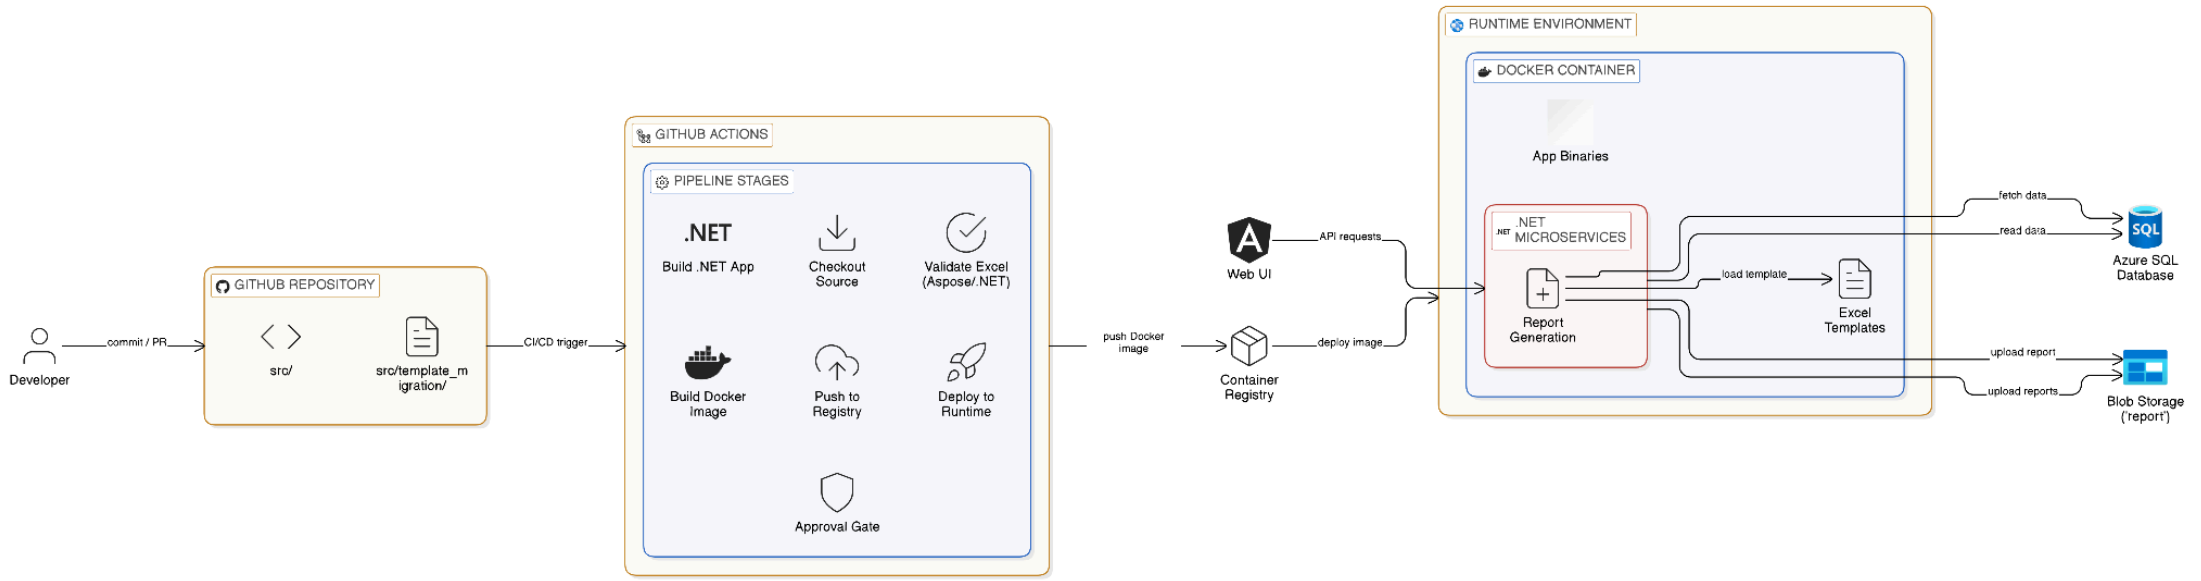 Developer
commit / PR
GITHUB REPOSITORY
src/
src/template_m
igration/
CI/CD trigger
GITHUB ACTIONS
PIPELINE STAGES
.NET
Build .NET App
Checkout
Source
Validate Excel
(Aspose/.NET)
Build Docker
Image
Push to
Registry
Deploy to
Runtime
Approval Gate
push Docker
image
Web UI
API requests
Container
Registry
deploy image
RUNTIME ENVIRONMENT
DOCKER CONTAINER
App Binaries
.NET
.NET
MICROSERVICES
Report
Generation
load template
Excel
Templates
fetch data
read data
SQL
Azure SQL
Database
upload report
upload reports
Blob Storage
('report')